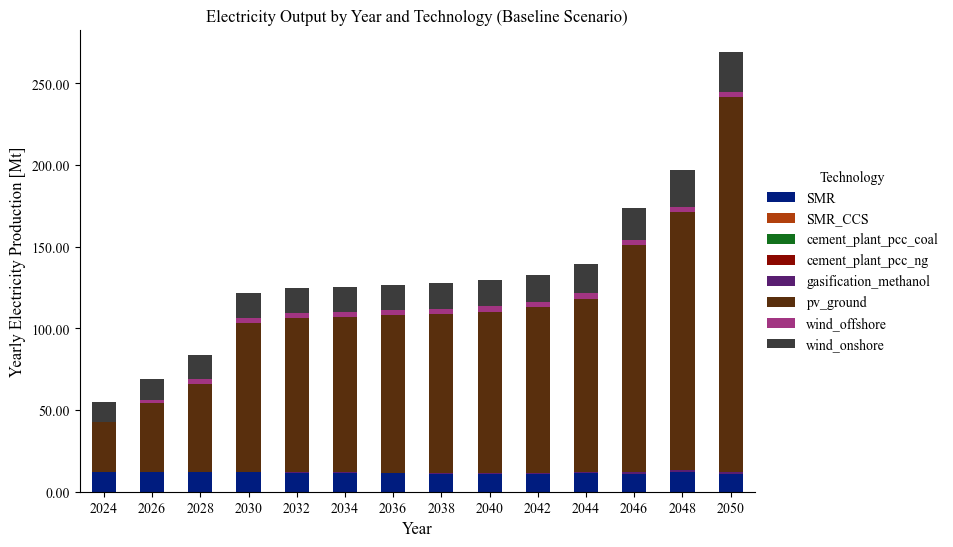 Electricity Output by Year and Technology (Baseline Scenario)
Yearly Electricity Production [Mt]
250.00
200.00
150.00
100.00
50.00
0.00
2024 2026 2028 2030 2032 2034 2036 2038 2040 2042 2044 2046 2048 2050
Year
Technology
SMR
SMR_CCS
cement_plant_pcc_coal
cement_plant_pcc_ng
gasification_methanol
pv_ground
wind_offshore
wind_onshore